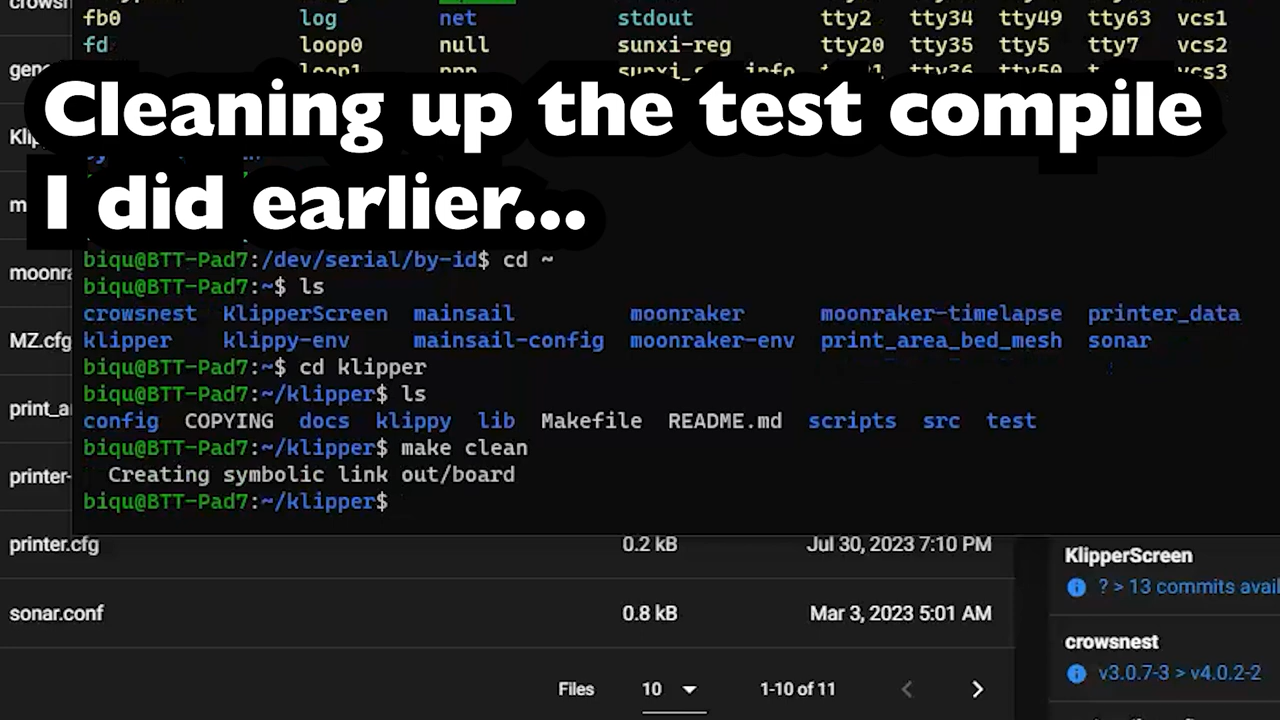 fb0 log net stdout tty2 tty34 tty49 tty63 vcs1
fd loop0 null sunxi-reg tty20 tty35 tty5 tty7 vcs2
loop1 tty36 tty50 vcs3
Cleaning up the test compile
I did earlier...
biqu@BTT-Pad7:/dev/serial/by-id$ cd ~
biqu@BTT-Pad7:~$ ls
crowsnest KlipperScreen mainsail moonraker moonraker-timelapse printer_data
klipper klippy-env mainsail-config moonraker-env print_area_bed_mesh sonar
biqu@BTT-Pad7:~$ cd klipper
biqu@BTT-Pad7:~/klipper$ ls
config COPYING docs klippy lib Makefile README.md scripts src test
biqu@BTT-Pad7:~/klipper$ make clean
Creating symbolic link out/board
biqu@BTT-Pad7:~/klipper$
MZ.cfg
printer.cfg 0.2 kB Jul 30, 2023 7:10 PM
sonar.conf 0.8 kB Mar 3, 2023 5:01 AM
Files 10 1-10 of 11
KlipperScreen
? > 13 commits avail
crowsnest
v3.0.7-3 > v4.0.2-2